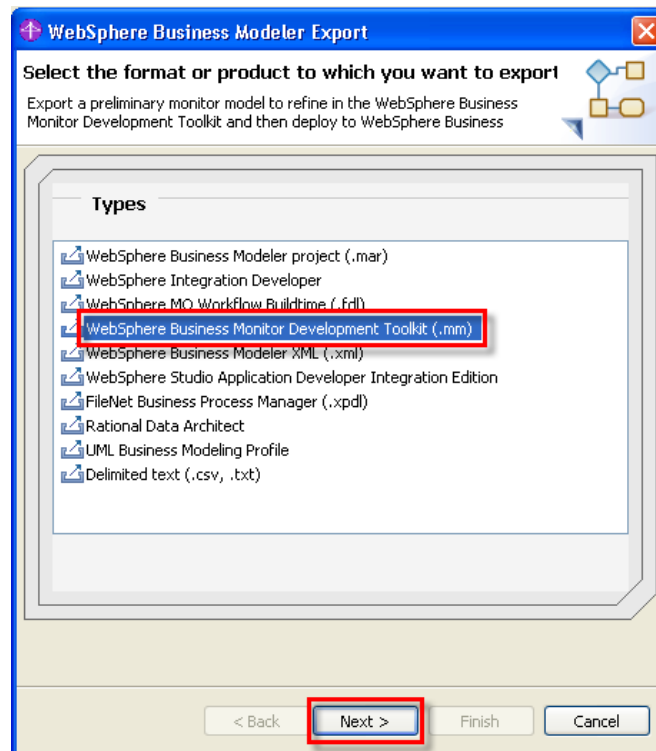 WebSphere Business Modeler Export
Select the format or product to which you want to export
Export a preliminary monitor model to refine in the WebSphere Business
Monitor Development Toolkit and then deploy to WebSphere Business
Types
WebSphere Business Modeler project (.mar)
WebSphere Integration Developer
WebSphere MQ Workflow Buildtime (.fdl)
WebSphere Business Monitor Development Toolkit (.mm)
WebSphere Business Modeler XML (.xml)
WebSphere Studio Application Developer Integration Edition
FileNet Business Process Manager (.xpdl)
Rational Data Architect
UML Business Modeling Profile
Delimited text (.csv, .txt)
< Back Next > Finish Cancel